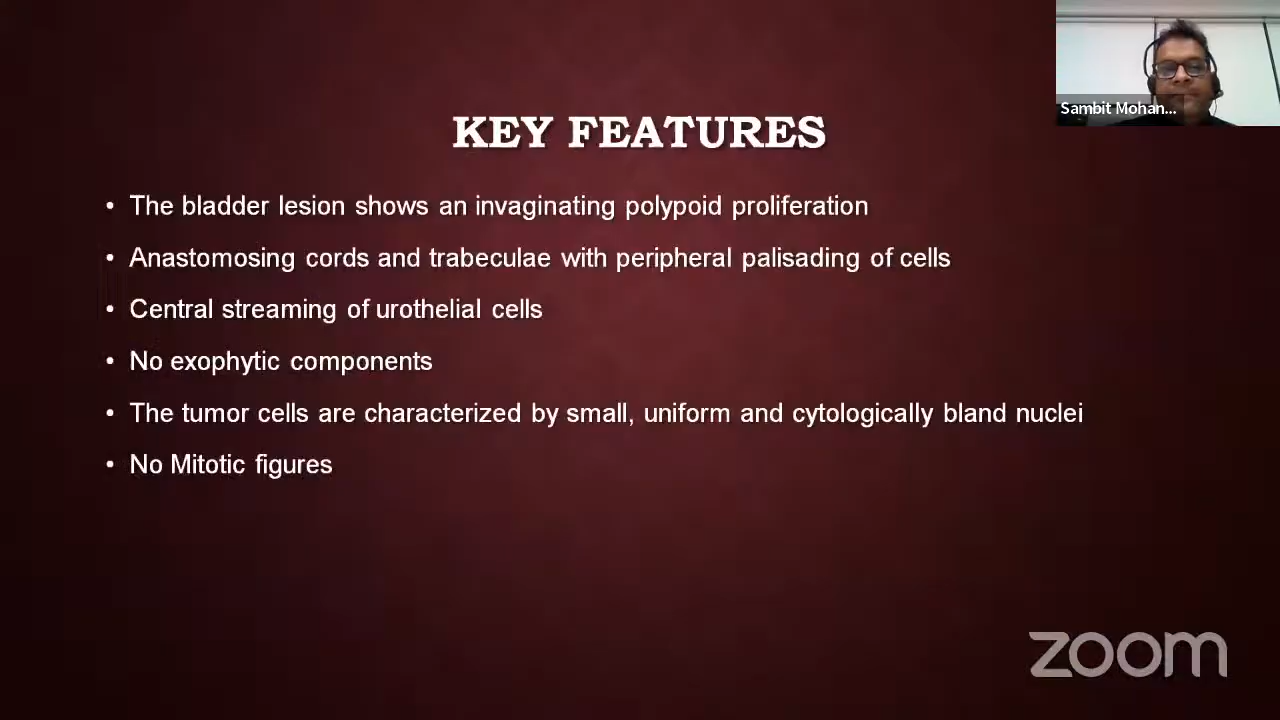 Sambit Mohan...
KEY FEATURES
• The bladder lesion shows an invaginating polypoid proliferation
• Anastomosing cords and trabeculae with peripheral palisading of cells
• Central streaming of urothelial cells
• No exophytic components
• The tumor cells are characterized by small, uniform and cytologically bland nuclei
• No Mitotic figures
zoom